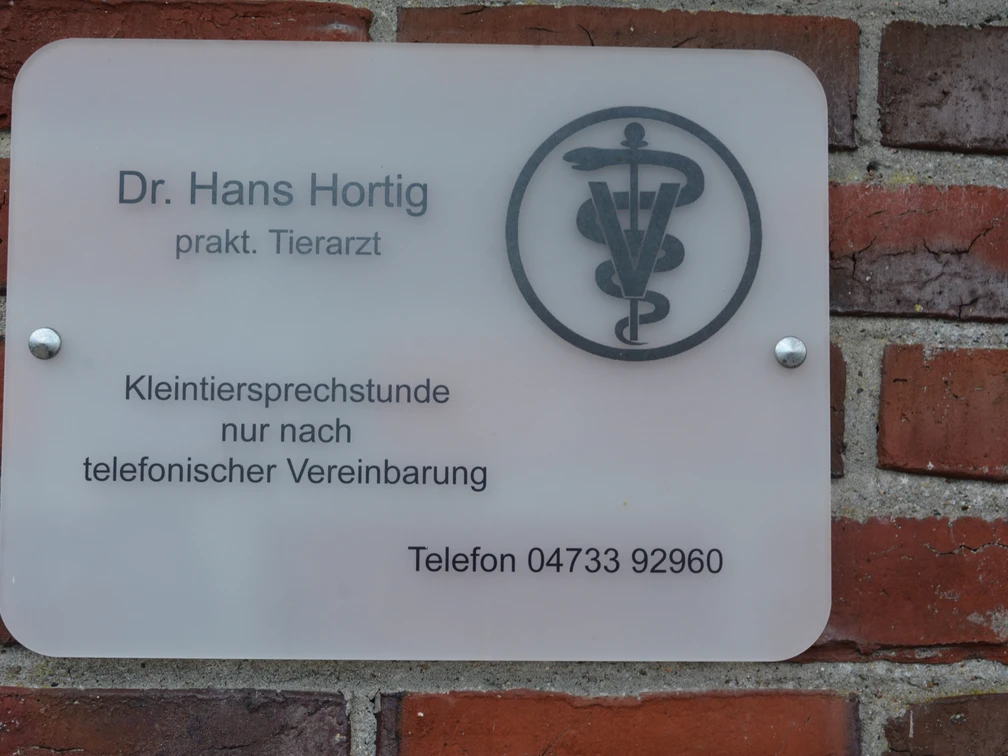 Dr. Hans Hortig
prakt. Tierarzt
V
Kleintiersprechstunde
nur nach
telefonischer Vereinbarung
Telefon 04733 92960